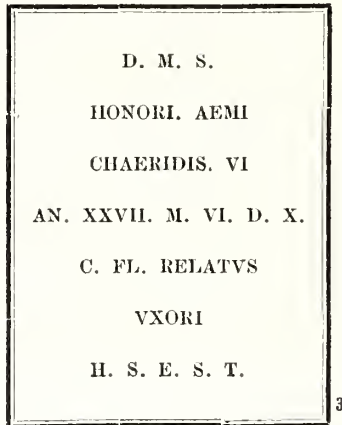 D. M. S.
HONORI. AEMI
CHAERIDIS. VI
AN. XXVII. M. VI. D. X.
C. FL. RELATVS
VXORI
H. S. E. S. T.
3